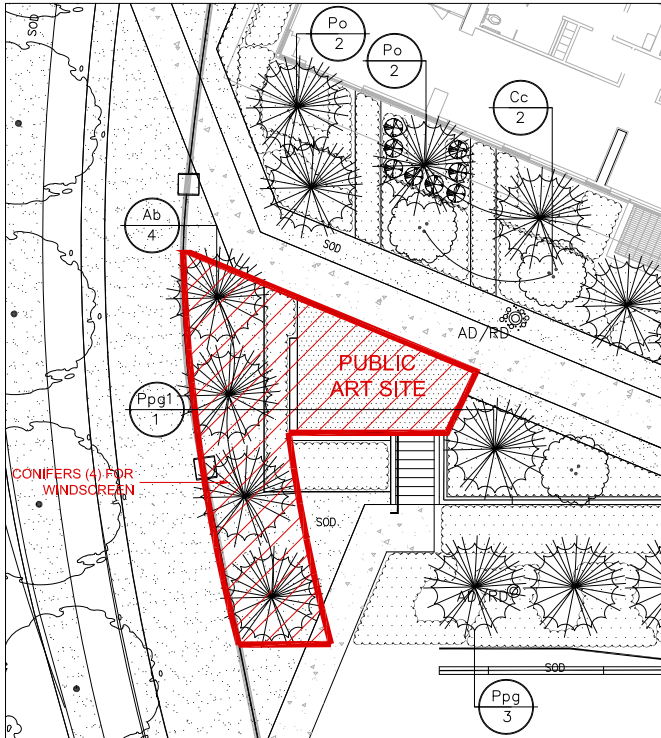 SOD
Po
2
Po
2
Cc
2
Ab
4
SOD
AD/RD
PUBLIC
ART SITE
Ppg1
1
CONIFERS (4) FOR
WINDSCREEN
SOD
AD/RD
SOD
Ppg
3